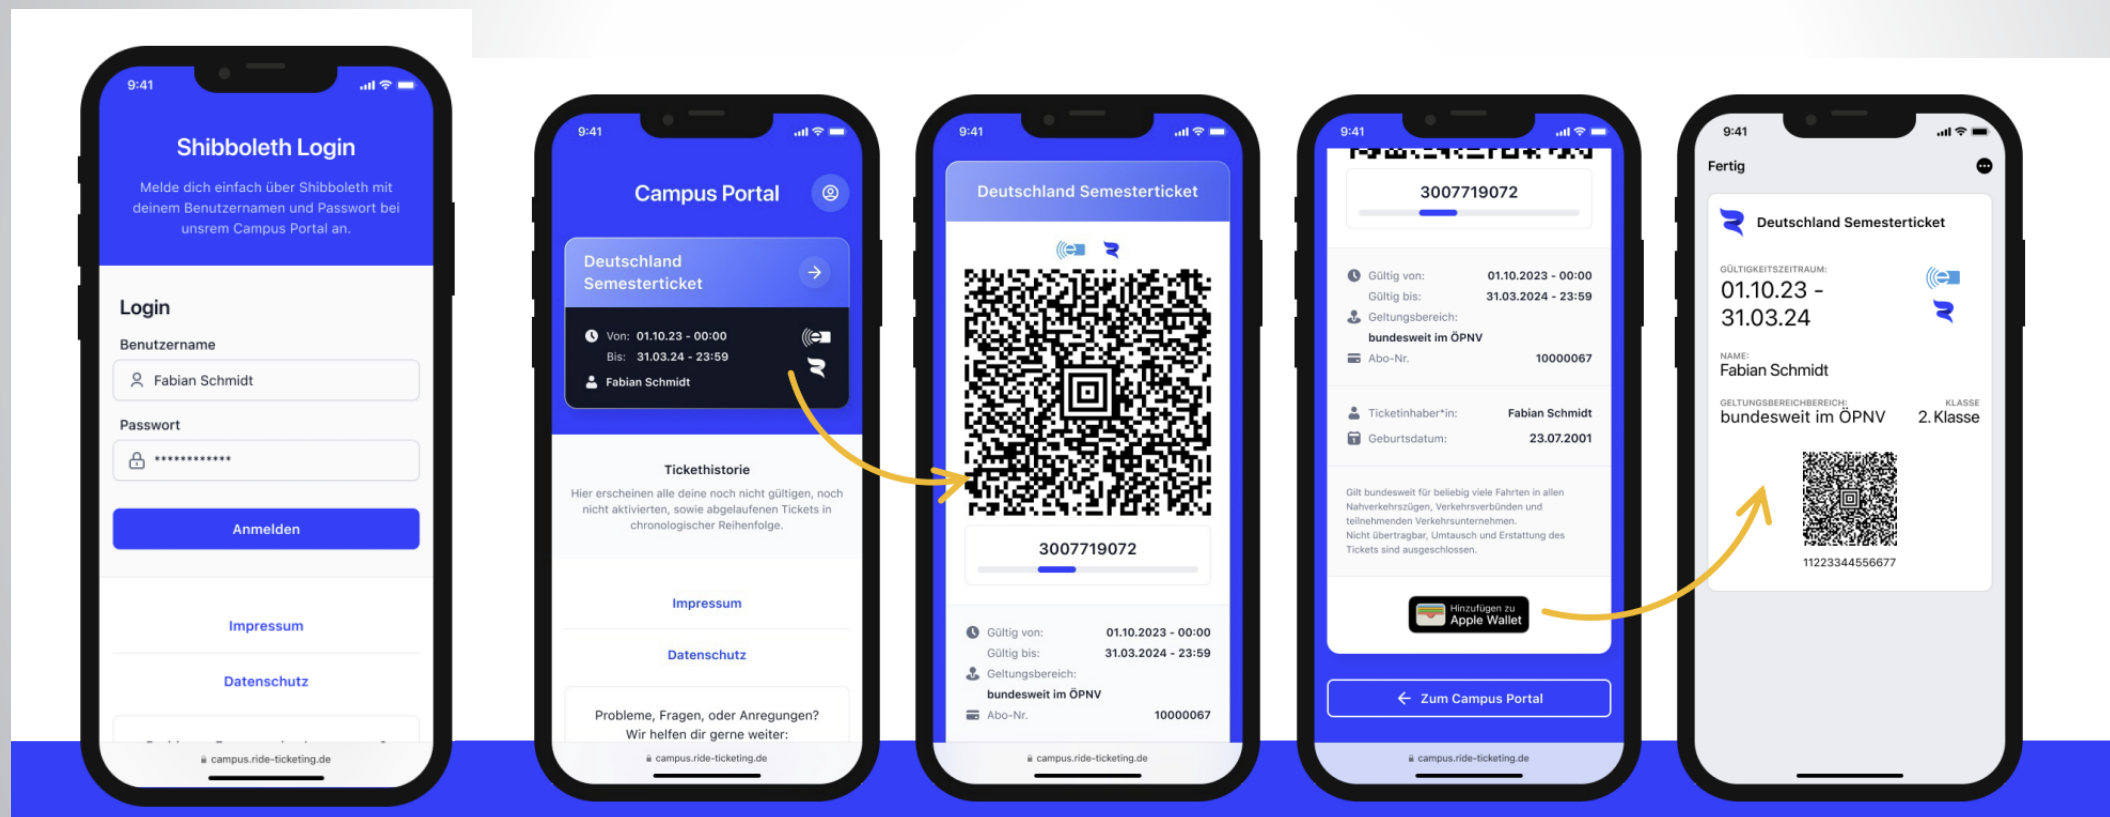 9:41
Shibboleth Login
Melde dich einfach über Shibboleth mit
deinem Benutzernamen und Passwort bei
unsrem Campus Portal an.
Login
Benutzername
Fabian Schmidt
Passwort
************
Anmelden
Impressum
Datenschutz
campus.ride-ticketing.de
9:41
Campus Portal
Deutschland
Semesterticket
Von: 01.10.23 - 00:00
Bis: 31.03.24 - 23:59
Fabian Schmidt
Tickethistorie
Hier erscheinen alle deine noch nicht gültigen, noch
nicht aktivierten, sowie abgelaufenen Tickets in
chronologischer Reihenfolge.
Impressum
Datenschutz
Probleme, Fragen, oder Anregungen?
Wir helfen dir gerne weiter:
campus.ride-ticketing.de
9:41
Deutschland Semesterticket
3007719072
Gültig von: 01.10.2023 - 00:00
Gültig bis: 31.03.2024 - 23:59
Geltungsbereich:
bundesweit im ÖPNV
Abo-Nr. 10000067
campus.ride-ticketing.de
9:41
3007719072
Gültig von: 01.10.2023 - 00:00
Gültig bis: 31.03.2024 - 23:59
Geltungsbereich:
bundesweit im ÖPNV
Abo-Nr. 10000067
Ticketinhaber*in: Fabian Schmidt
Geburtsdatum: 23.07.2001
Gilt bundesweit für beliebig viele Fahrten in allen
Nahverkehrszügen, Verkehrsverbünden und
teilnehmenden Verkehrsunternehmen.
Nicht übertragbar, Umtausch und Erstattung des
Tickets sind ausgeschlossen.
Hinzufügen zu
Apple Wallet
Zum Campus Portal
campus.ride-ticketing.de
9:41
Fertig
Deutschland Semesterticket
GÜLTIGKEITSZEITRAUM:
01.10.23 -
31.03.24
NAME:
Fabian Schmidt
GELTUNGSBEREICHBEREICH: KLASSE
bundesweit im ÖPNV 2. Klasse
11223344556677